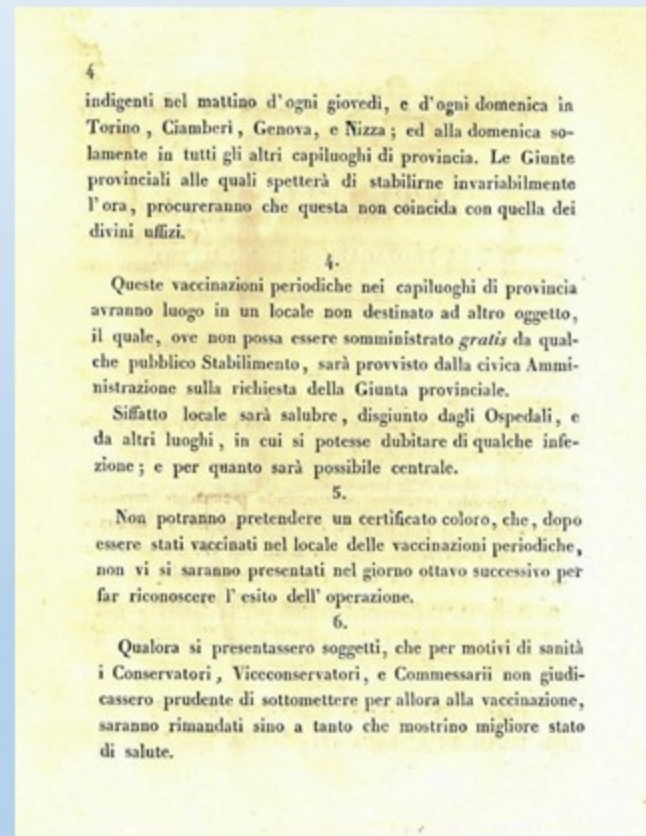 4
indigenti nel mattino d'ogni giovedì, e d'ogni domenica in
Torino, Ciamberì, Genova, e Nizza; ed alla domenica so-
lamente in tutti gli altri capiluoghi di provincia. Le Giunte
provinciali alle quali spetterà di stabilirne invariabilmente
l'ora, procureranno che questa non coincida con quella dei
divini uffizi.
4.
Queste vaccinazioni periodiche nei capiluoghi di provincia
avranno luogo in un locale non destinato ad altro oggetto,
il quale, ove non possa essere somministrato gratis da qual-
che pubblico Stabilimento, sarà provvisto dalla civica Ammi-
nistrazione sulla richiesta della Giunta provinciale.
Siffatto locale sarà salubre, disgiunto dagli Ospedali, e
da altri luoghi, in cui si potesse dubitare di qualche infe-
zione; e per quanto sarà possibile centrale.
5.
Non potranno pretendere un certificato coloro, che, dopo
essere stati vaccinati nel locale delle vaccinazioni periodiche,
non vi si saranno presentati nel giorno ottavo successivo per
far riconoscere l'esito dell'operazione.
6.
Qualora si presentassero soggetti, che per motivi di sanità
i Conservatori, Viceconservatori, e Commessarii non giudi-
cassero prudente di sottomettere per allora alla vaccinazione,
saranno rimandati sino a tanto che mostrino migliore stato
di salute.